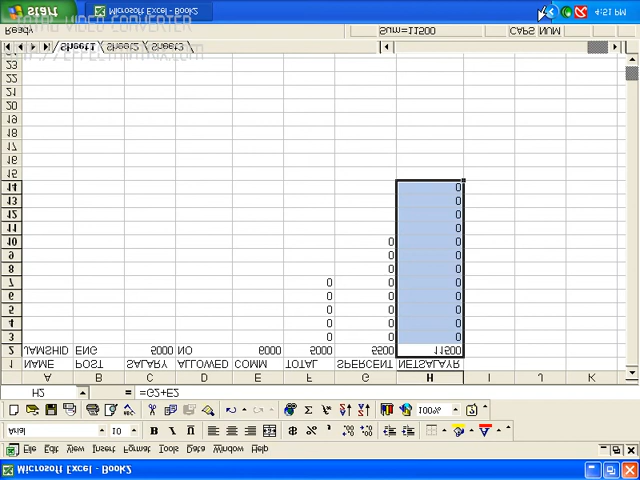 Microsoft Excel - Book2
File Edit View Insert Format Tools Data Window Help
Arial 10 B I U
100%
H2 = =G2+E2
A B C D E F G H I J K
1 NAME POST SALARY ALLOWED COMM TOTAL 5PERCENT NETSALAYR
2 JAMSHID ENG 5000 NO 6000 5000 5500 11500
3 0 0 0
4 0 0 0
5 0 0 0
6 0 0 0
7 0 0 0
8 0 0
9 0 0
10 0 0
11 0
12 0
13 0
14 0
15
16
17
18
19
20
21
22
23
Sheet1 Sheet2 Sheet3
Ready Sum=11500 CAPS NUM
TOTAL VIDEO CONVERTER
start Microsoft Excel - Book2 4:51 PM